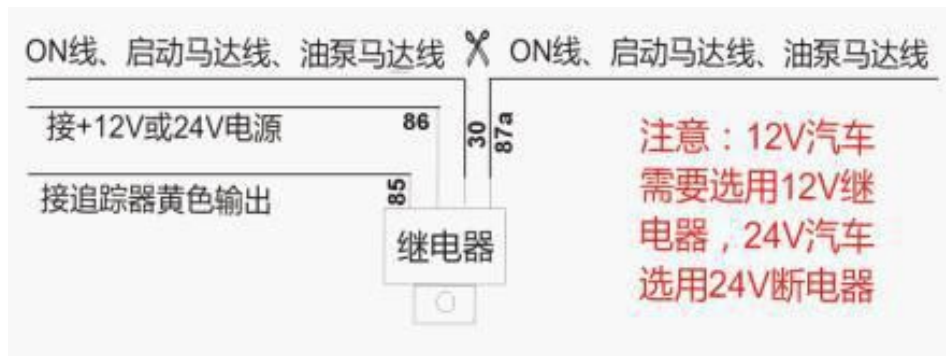 ON线、启动马达线、油泵马达线
ON线、启动马达线、油泵马达线
接+12V或24V电源
86
30
87a
接追踪器黄色输出
85
继电器
注意：12V汽车
需要选用12V继
电器，24V汽车
选用24V断电器